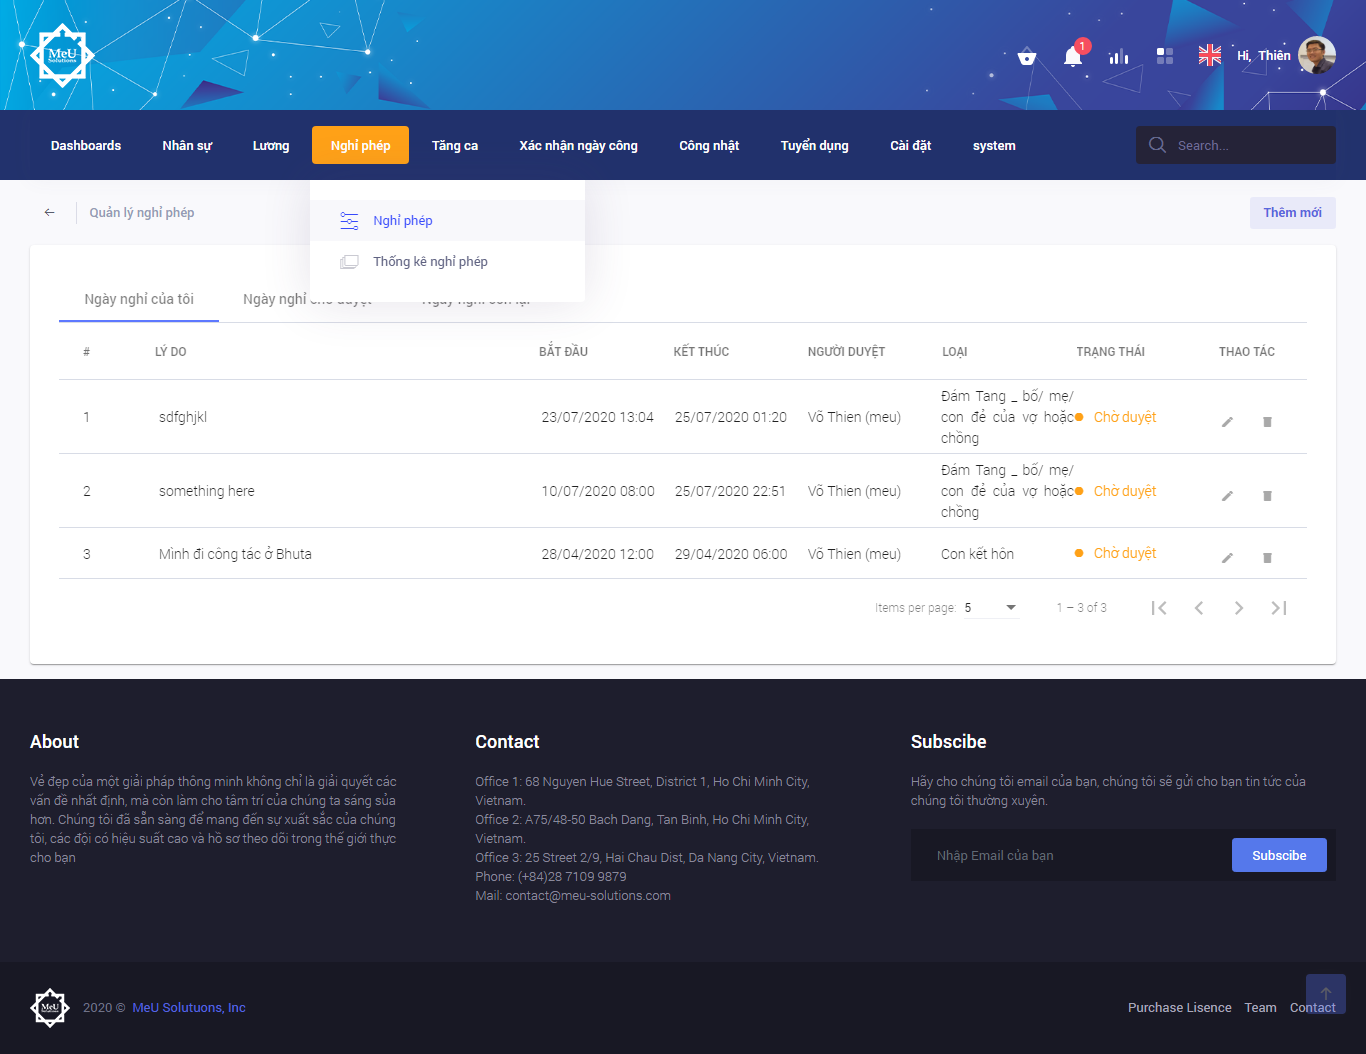 MeU
Solutions
1
Hi, Thiên
Dashboards
Nhân sự
Lương
Nghỉ phép
Tăng ca
Xác nhận ngày công
Công nhật
Tuyển dụng
Cài đặt
system
Search...
Quản lý nghỉ phép
Thêm mới
Nghỉ phép
Thống kê nghỉ phép
Ngày nghỉ của tôi
Ngày nghỉ chờ duyệt
Ngày nghỉ còn lại
# LÝ DO BẮT ĐẦU KẾT THÚC NGƯỜI DUYỆT LOẠI TRẠNG THÁI THAO TÁC
1 sdfghjkl 23/07/2020 13:04 25/07/2020 01:20 Võ Thien (meu)
Đám Tang _ bố/ mẹ/
con đẻ của vợ hoặc
chồng
Chờ duyệt
2 something here 10/07/2020 08:00 25/07/2020 22:51 Võ Thien (meu)
Đám Tang _ bố/ mẹ/
con đẻ của vợ hoặc
chồng
Chờ duyệt
3 Mình đi công tác ở Bhuta 28/04/2020 12:00 29/04/2020 06:00 Võ Thien (meu) Con kết hôn Chờ duyệt
Items per page: 5 1 – 3 of 3
About
Vẻ đẹp của một giải pháp thông minh không chỉ là giải quyết các
vấn đề nhất định, mà còn làm cho tâm trí của chúng ta sáng sủa
hơn. Chúng tôi đã sẵn sàng để mang đến sự xuất sắc của chúng
tôi, các đội có hiệu suất cao và hồ sơ theo dõi trong thế giới thực
cho bạn
Contact
Office 1: 68 Nguyen Hue Street, District 1, Ho Chi Minh City,
Vietnam.
Office 2: A75/48-50 Bach Dang, Tan Binh, Ho Chi Minh City,
Vietnam.
Office 3: 25 Street 2/9, Hai Chau Dist, Da Nang City, Vietnam.
Phone: (+84)28 7109 9879
Mail: contact@meu-solutions.com
Subscibe
Hãy cho chúng tôi email của bạn, chúng tôi sẽ gửi cho bạn tin tức của
chúng tôi thường xuyên.
Nhập Email của bạn
Subscibe
MeU
2020 © MeU Solutuons, Inc
Purchase Lisence
Team
Contact